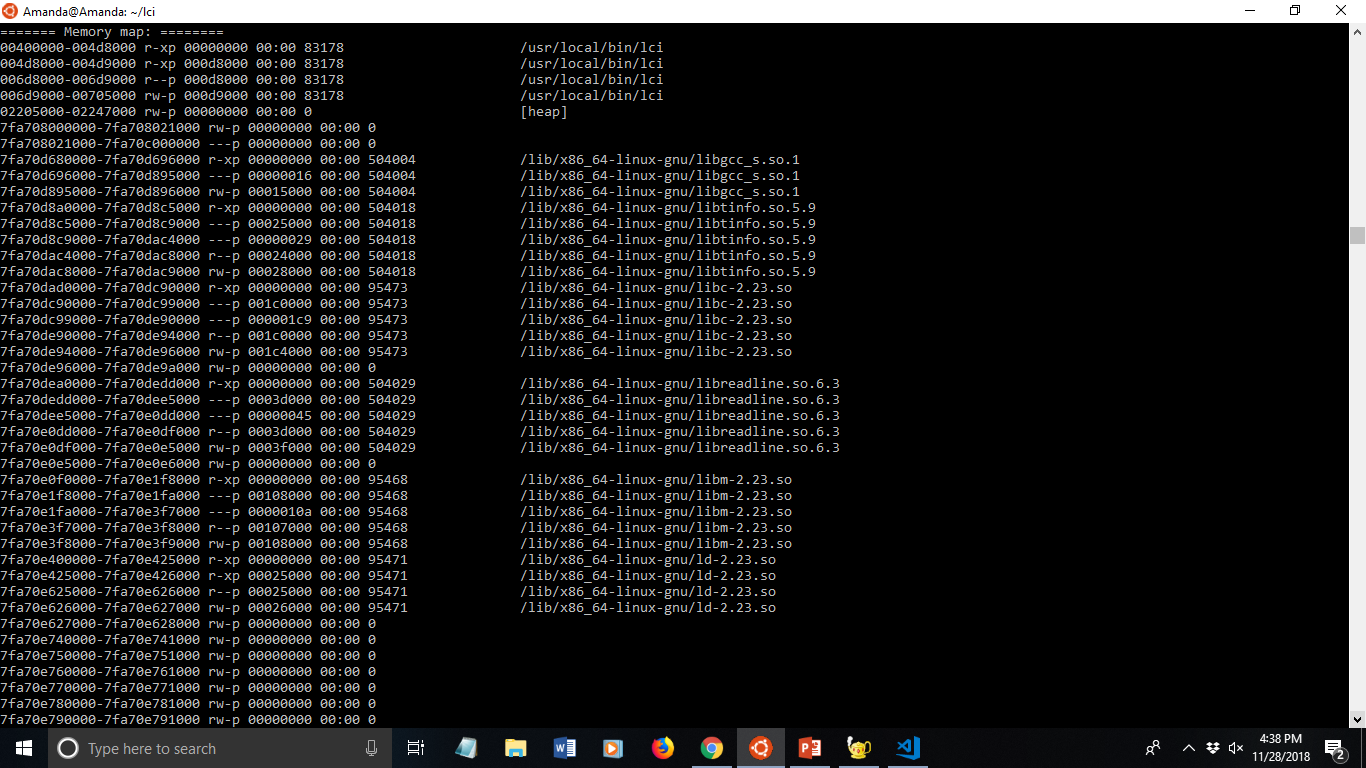 Amanda@Amanda: ~/lci
======= Memory map: ========
00400000-004d8000 r-xp 00000000 00:00 83178 /usr/local/bin/lci
004d8000-004d9000 r-xp 000d8000 00:00 83178 /usr/local/bin/lci
006d8000-006d9000 r--p 000d8000 00:00 83178 /usr/local/bin/lci
006d9000-00705000 rw-p 000d9000 00:00 83178 /usr/local/bin/lci
02205000-02247000 rw-p 00000000 00:00 0 [heap]
7fa708000000-7fa708021000 rw-p 00000000 00:00 0
7fa708021000-7fa70c000000 ---p 00000000 00:00 0
7fa70d680000-7fa70d696000 r-xp 00000000 00:00 504004 /lib/x86_64-linux-gnu/libgcc_s.so.1
7fa70d696000-7fa70d895000 ---p 00000016 00:00 504004 /lib/x86_64-linux-gnu/libgcc_s.so.1
7fa70d895000-7fa70d896000 rw-p 00015000 00:00 504004 /lib/x86_64-linux-gnu/libgcc_s.so.1
7fa70d8a0000-7fa70d8c5000 r-xp 00000000 00:00 504018 /lib/x86_64-linux-gnu/libtinfo.so.5.9
7fa70d8c5000-7fa70d8c9000 ---p 00025000 00:00 504018 /lib/x86_64-linux-gnu/libtinfo.so.5.9
7fa70d8c9000-7fa70dac4000 ---p 00000029 00:00 504018 /lib/x86_64-linux-gnu/libtinfo.so.5.9
7fa70dac4000-7fa70dac8000 r--p 00024000 00:00 504018 /lib/x86_64-linux-gnu/libtinfo.so.5.9
7fa70dac8000-7fa70dac9000 rw-p 00028000 00:00 504018 /lib/x86_64-linux-gnu/libtinfo.so.5.9
7fa70dad0000-7fa70dc90000 r-xp 00000000 00:00 95473 /lib/x86_64-linux-gnu/libc-2.23.so
7fa70dc90000-7fa70dc99000 ---p 001c0000 00:00 95473 /lib/x86_64-linux-gnu/libc-2.23.so
7fa70dc99000-7fa70de90000 ---p 000001c9 00:00 95473 /lib/x86_64-linux-gnu/libc-2.23.so
7fa70de90000-7fa70de94000 r--p 001c0000 00:00 95473 /lib/x86_64-linux-gnu/libc-2.23.so
7fa70de94000-7fa70de96000 rw-p 001c4000 00:00 95473 /lib/x86_64-linux-gnu/libc-2.23.so
7fa70de96000-7fa70de9a000 rw-p 00000000 00:00 0
7fa70dea0000-7fa70dedd000 r-xp 00000000 00:00 504029 /lib/x86_64-linux-gnu/libreadline.so.6.3
7fa70dedd000-7fa70dee5000 ---p 0003d000 00:00 504029 /lib/x86_64-linux-gnu/libreadline.so.6.3
7fa70dee5000-7fa70e0dd000 ---p 00000045 00:00 504029 /lib/x86_64-linux-gnu/libreadline.so.6.3
7fa70e0dd000-7fa70e0df000 r--p 0003d000 00:00 504029 /lib/x86_64-linux-gnu/libreadline.so.6.3
7fa70e0df000-7fa70e0e5000 rw-p 0003f000 00:00 504029 /lib/x86_64-linux-gnu/libreadline.so.6.3
7fa70e0e5000-7fa70e0e6000 rw-p 00000000 00:00 0
7fa70e0f0000-7fa70e1f8000 r-xp 00000000 00:00 95468 /lib/x86_64-linux-gnu/libm-2.23.so
7fa70e1f8000-7fa70e1fa000 ---p 00108000 00:00 95468 /lib/x86_64-linux-gnu/libm-2.23.so
7fa70e1fa000-7fa70e3f7000 ---p 0000010a 00:00 95468 /lib/x86_64-linux-gnu/libm-2.23.so
7fa70e3f7000-7fa70e3f8000 r--p 00107000 00:00 95468 /lib/x86_64-linux-gnu/libm-2.23.so
7fa70e3f8000-7fa70e3f9000 rw-p 00108000 00:00 95468 /lib/x86_64-linux-gnu/libm-2.23.so
7fa70e400000-7fa70e425000 r-xp 00000000 00:00 95471 /lib/x86_64-linux-gnu/ld-2.23.so
7fa70e425000-7fa70e426000 r-xp 00025000 00:00 95471 /lib/x86_64-linux-gnu/ld-2.23.so
7fa70e625000-7fa70e626000 r--p 00025000 00:00 95471 /lib/x86_64-linux-gnu/ld-2.23.so
7fa70e626000-7fa70e627000 rw-p 00026000 00:00 95471 /lib/x86_64-linux-gnu/ld-2.23.so
7fa70e627000-7fa70e628000 rw-p 00000000 00:00 0
7fa70e740000-7fa70e741000 rw-p 00000000 00:00 0
7fa70e750000-7fa70e751000 rw-p 00000000 00:00 0
7fa70e760000-7fa70e761000 rw-p 00000000 00:00 0
7fa70e770000-7fa70e771000 rw-p 00000000 00:00 0
7fa70e780000-7fa70e781000 rw-p 00000000 00:00 0
7fa70e790000-7fa70e791000 rw-p 00000000 00:00 0
Type here to search
4:38 PM
11/28/2018
2